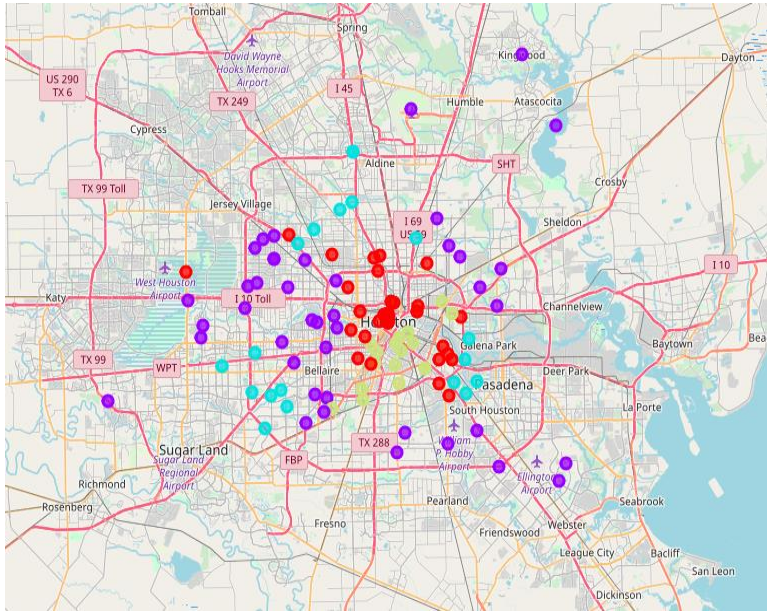 Tomball
Spring
David Wayne
Hooks Memorial
Airport
Kingwood
Dayton
US 290
TX 6
I 45
TX 249
Humble
Atascocita
Cypress
Aldine
SHT
Crosby
TX 99 Toll
Jersey Village
I 69
US 59
Sheldon
West Houston
Airport
I 10
Katy
I 10 Toll
Channelview
Houston
Galena Park
Baytown
Bea
TX 99
WPT
Bellaire
Deer Park
Pasadena
La Porte
South Houston
Sugar Land
TX 288
William
P. Hobby
Airport
Sugar Land
Regional
Airport
FBP
Ellington
Airport
Richmond
Rosenberg
Pearland
Seabrook
Fresno
Webster
Friendswood
League City
Bacliff
San Leon
Dickinson